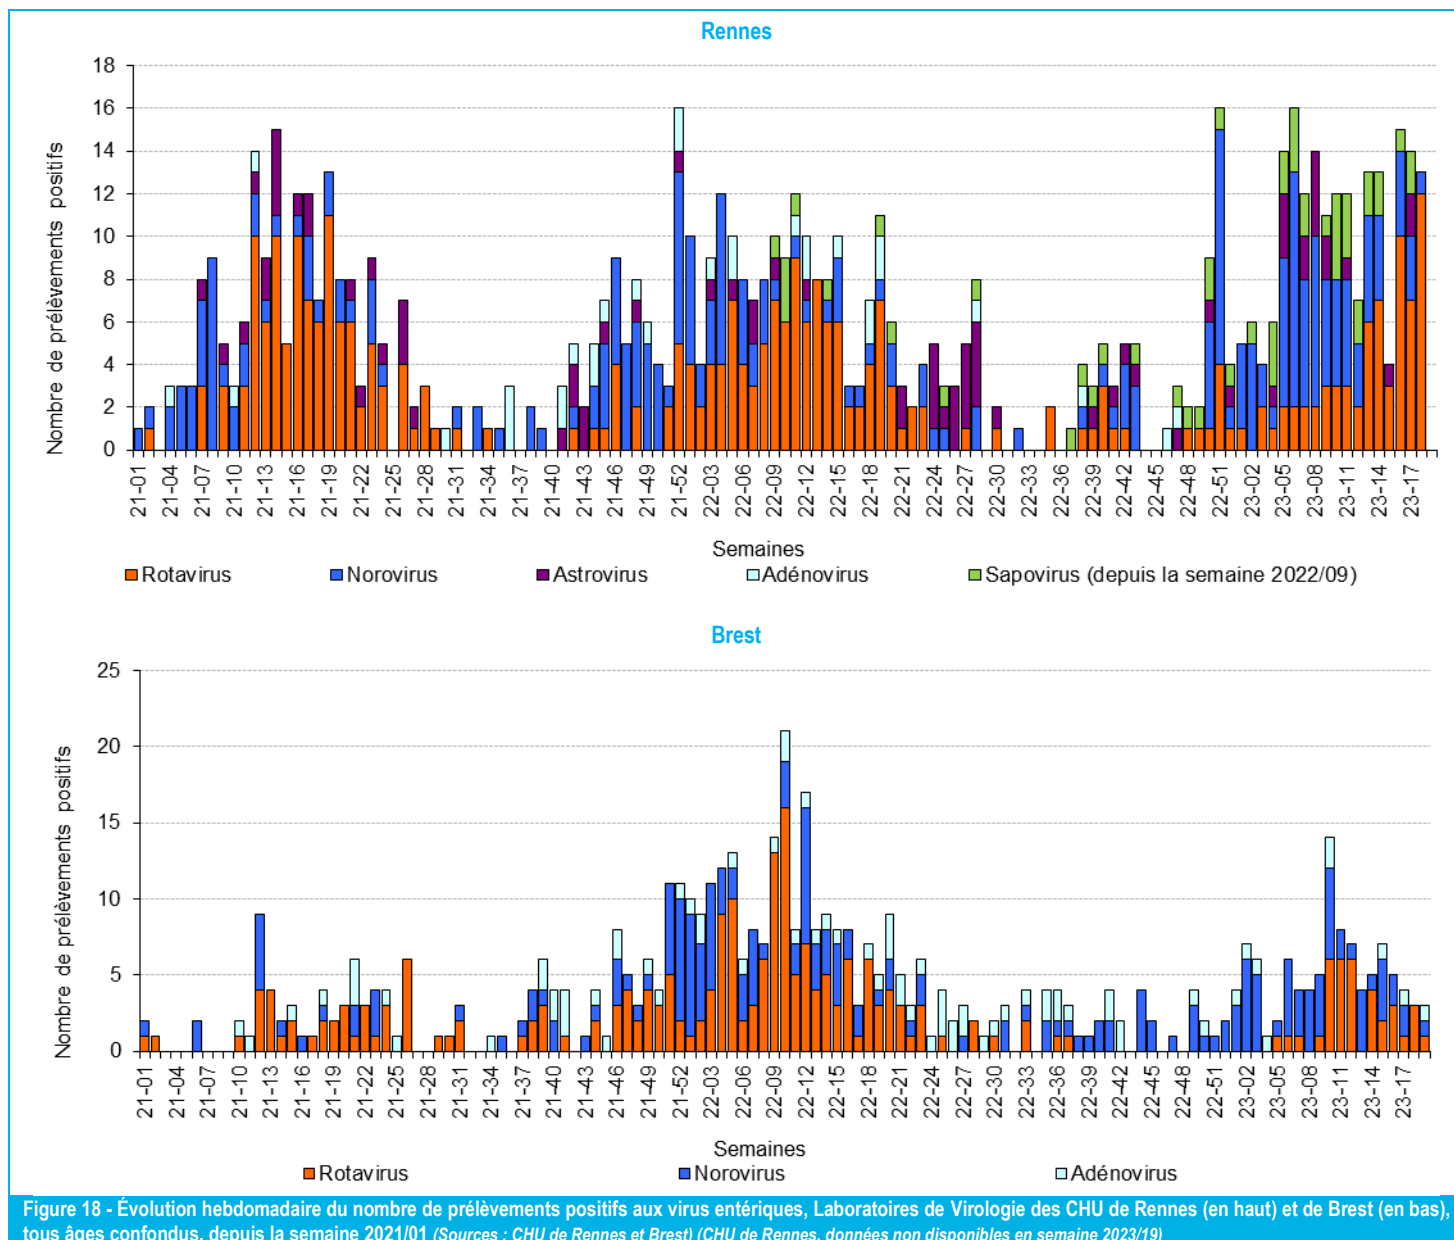 Rennes
Nombre de prélèvements positifs
18
16
14
12
10
8
6
4
2
0
21-01 21-04 21-07 21-10 21-13 21-16 21-19 21-22 21-25 21-28 21-31 21-34 21-37 21-40 21-43 21-46 21-49 21-52 22-03 22-06 22-09 22-12 22-15 22-18 22-21 22-24 22-27 22-30 22-33 22-36 22-39 22-42 22-45 22-48 22-51 23-02 23-05 23-08 23-11 23-14 23-17
Semaines
Rotavirus Norovirus Astrovirus Adénovirus Sapovirus (depuis la semaine 2022/09)
Brest
Nombre de prélèvements positifs
25
20
15
10
5
0
21-01 21-04 21-07 21-10 21-13 21-16 21-19 21-22 21-25 21-28 21-31 21-34 21-37 21-40 21-43 21-46 21-49 21-52 22-03 22-06 22-09 22-12 22-15 22-18 22-21 22-24 22-27 22-30 22-33 22-36 22-39 22-42 22-45 22-48 22-51 23-02 23-05 23-08 23-11 23-14 23-17
Semaines
Rotavirus Norovirus Adénovirus
Figure 18 - Évolution hebdomadaire du nombre de prélèvements positifs aux virus entériques, Laboratoires de Virologie des CHU de Rennes (en haut) et de Brest (en bas),
tous âges confondus, depuis la semaine 2021/01 (Sources : CHU de Rennes et Brest) (CHU de Rennes, données non disponibles en semaine 2023/19)